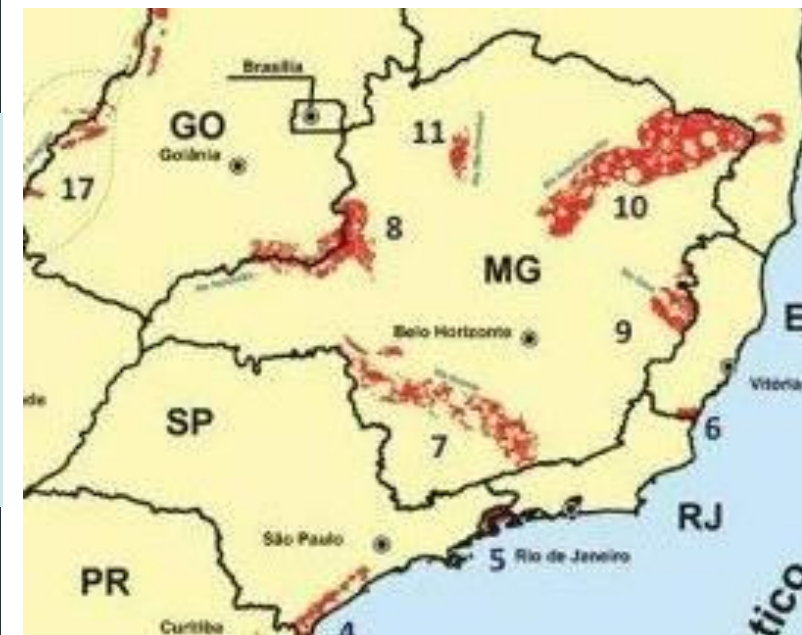 Brasília
GO
Goiânia
11
17
10
8
MG
Belo Horizonte
9
de
E
Vitória
SP
7
6
RJ
São Paulo
5
Rio de Janeiro
PR
Curitiba
4
tico